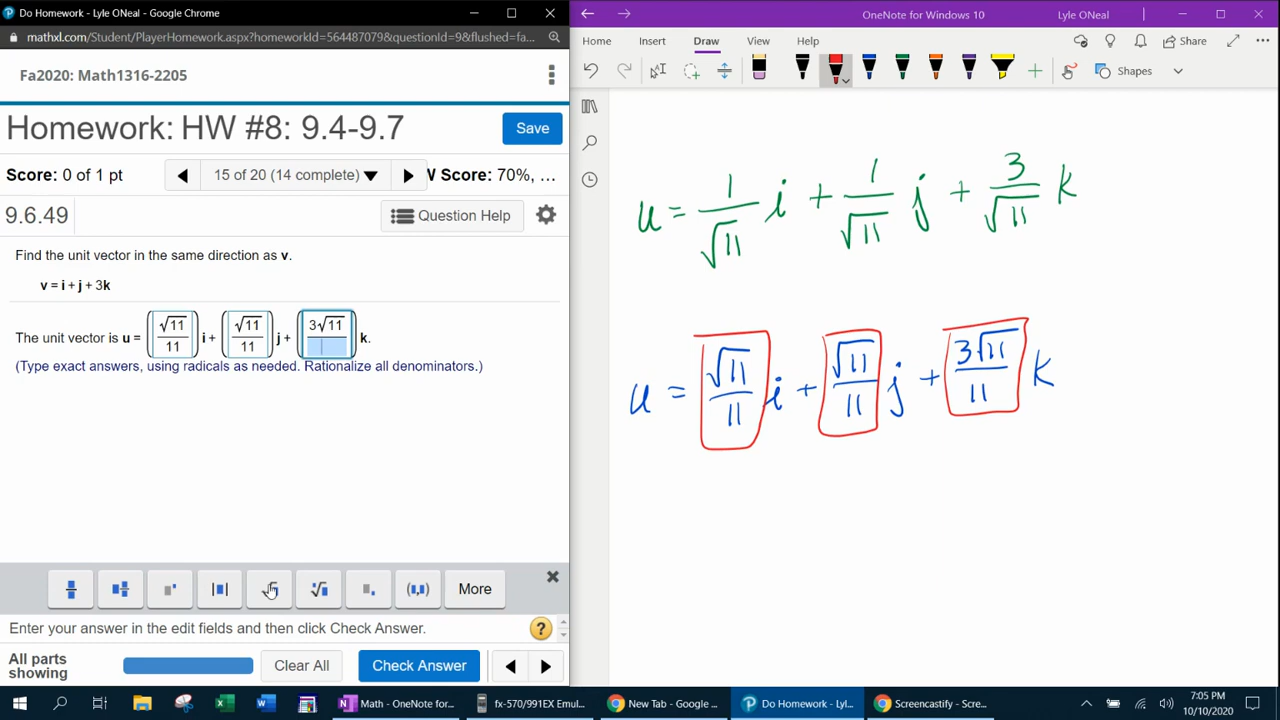 Do Homework - Lyle ONeal - Google Chrome
mathxl.com/Student/PlayerHomework.aspx?homeworkId=564487079&questionId=9&flushed=fa...
Fa2020: Math1316-2205
Homework: HW #8: 9.4-9.7
Save
Score: 0 of 1 pt
15 of 20 (14 complete)
W Score: 70%, ...
9.6.49
Question Help
Find the unit vector in the same direction as v.
v = i + j + 3k
The unit vector is u = (√11/11) i + (√11/11) j + (3√11/ ) k.
(Type exact answers, using radicals as needed. Rationalize all denominators.)
More
Enter your answer in the edit fields and then click Check Answer.
?
All parts
showing
Clear All
Check Answer
OneNote for Windows 10
Lyle ONeal
Home
Insert
Draw
View
Help
Share
Shapes
u = 1/√11 i + 1/√11 j + 3/√11 k
u = √11/11 i + √11/11 j + 3√11/11 k
Math - OneNote for...
fx-570/991EX Emul...
New Tab - Google ...
Do Homework - Lyl...
Screencastify - Scre...
7:05 PM
10/10/2020